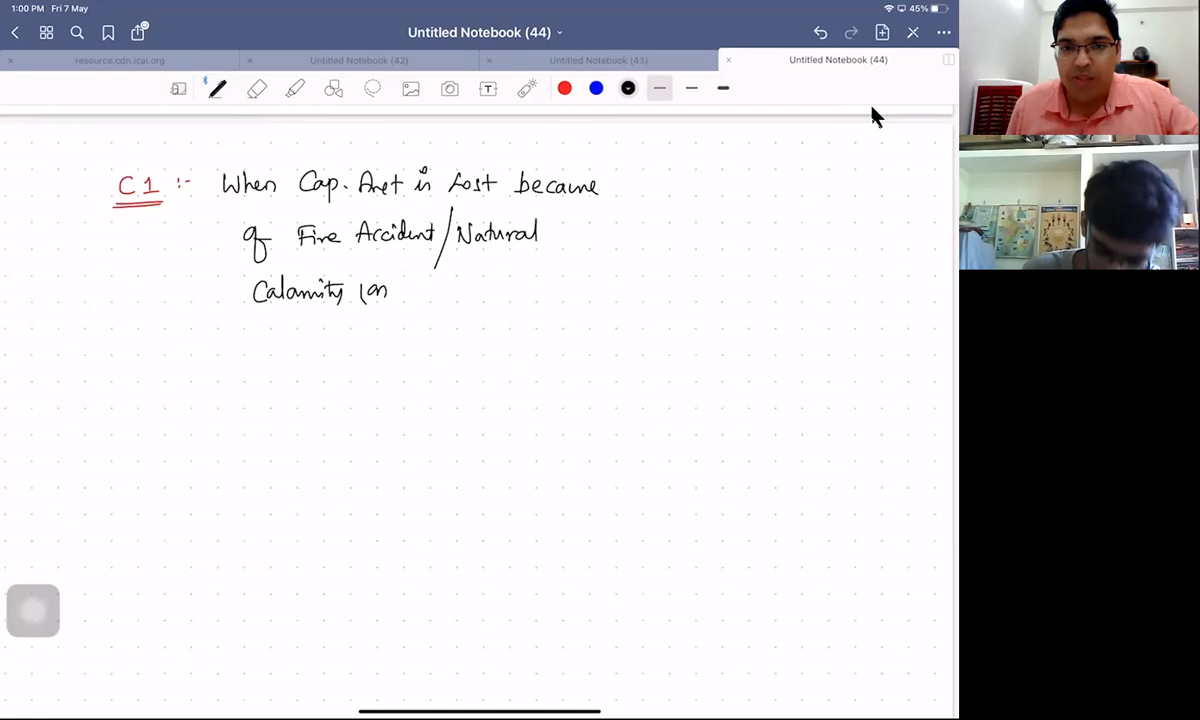 1:00 PM Fri 7 May
45%
Untitled Notebook (44)
resource.cdn.icai.org
Untitled Notebook (42)
Untitled Notebook (43)
Untitled Notebook (44)
C1 :- When Cap. Asset is Lost because
of Fire Accident/Natural
Calamity (or